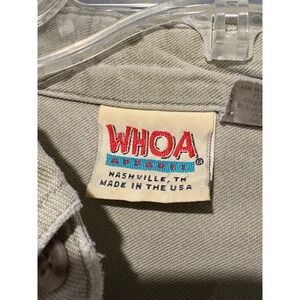 WHOA
APPAREL®
NASHVILLE, TN
MADE IN THE USA